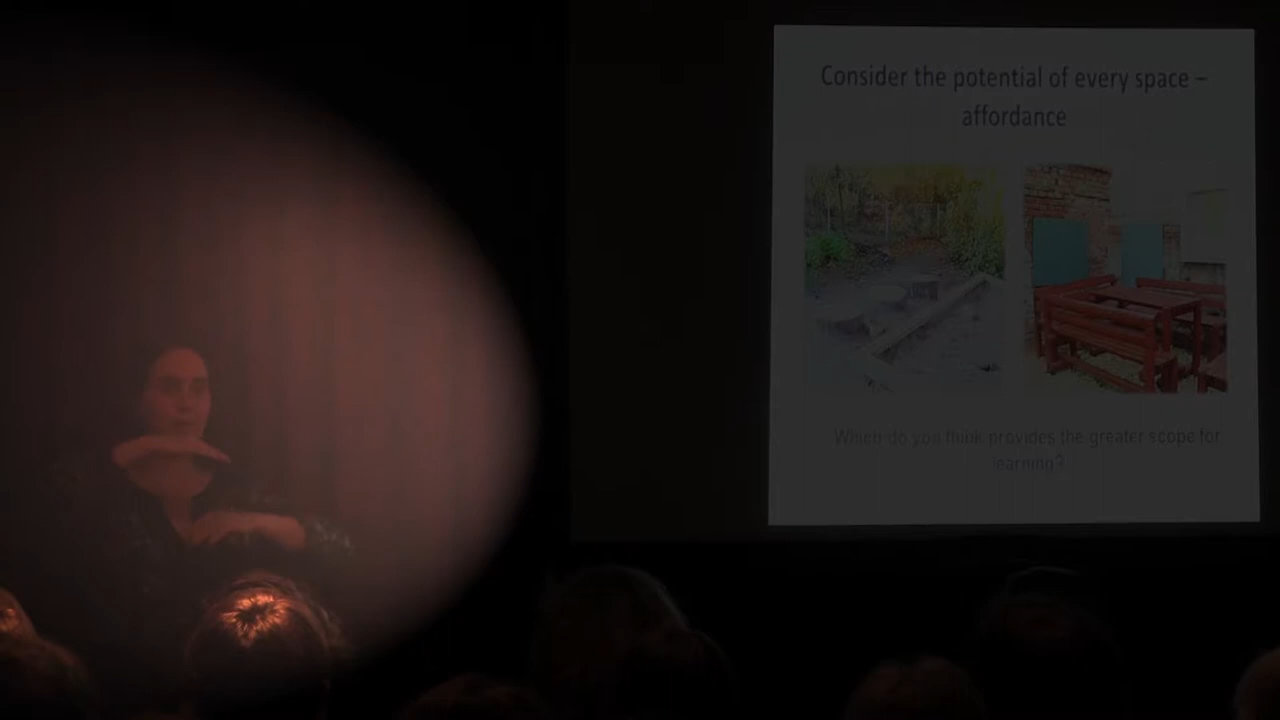 Consider the potential of every space –
affordance
Which do you think provides the greater scope for
learning?